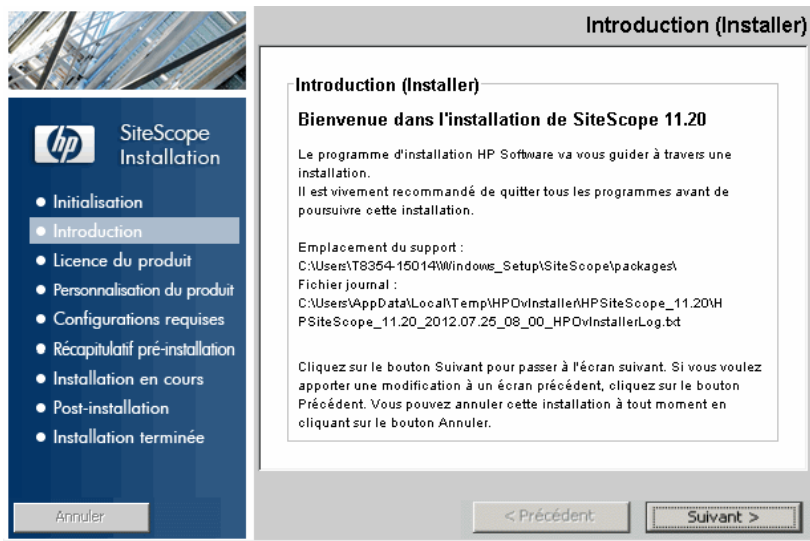 Introduction (Installer)
hp
SiteScope
Installation
Initialisation
Introduction
Licence du produit
Personnalisation du produit
Configurations requises
Récapitulatif pré-installation
Installation en cours
Post-installation
Installation terminée
Annuler
Introduction (Installer)
Bienvenue dans l'installation de SiteScope 11.20
Le programme d'installation HP Software va vous guider à travers une
installation.
Il est vivement recommandé de quitter tous les programmes avant de
poursuivre cette installation.
Emplacement du support :
C:\Users\T8354-15014\Windows_Setup\SiteScope\packages\
Fichier journal :
C:\Users\AppData\Local\Temp\HPOvInstaller\HPSiteScope_11.20\H
PSiteScope_11.20_2012.07.25_08_00_HPOvInstallerLog.txt
Cliquez sur le bouton Suivant pour passer à l'écran suivant. Si vous voulez
apporter une modification à un écran précédent, cliquez sur le bouton
Précédent. Vous pouvez annuler cette installation à tout moment en
cliquant sur le bouton Annuler.
< Précédent
Suivant >